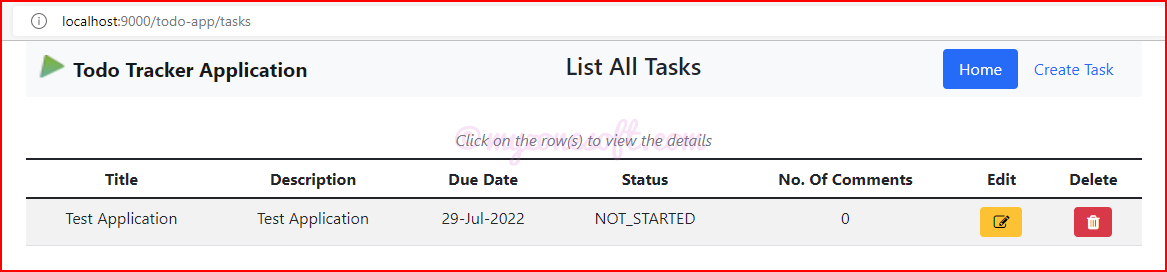 localhost:9000/todo-app/tasks
Todo Tracker Application List All Tasks Home Create Task
©myzonesoft.com
Click on the row(s) to view the details
Title Description Due Date Status No. Of Comments Edit Delete
Test Application Test Application 29-Jul-2022 NOT_STARTED 0